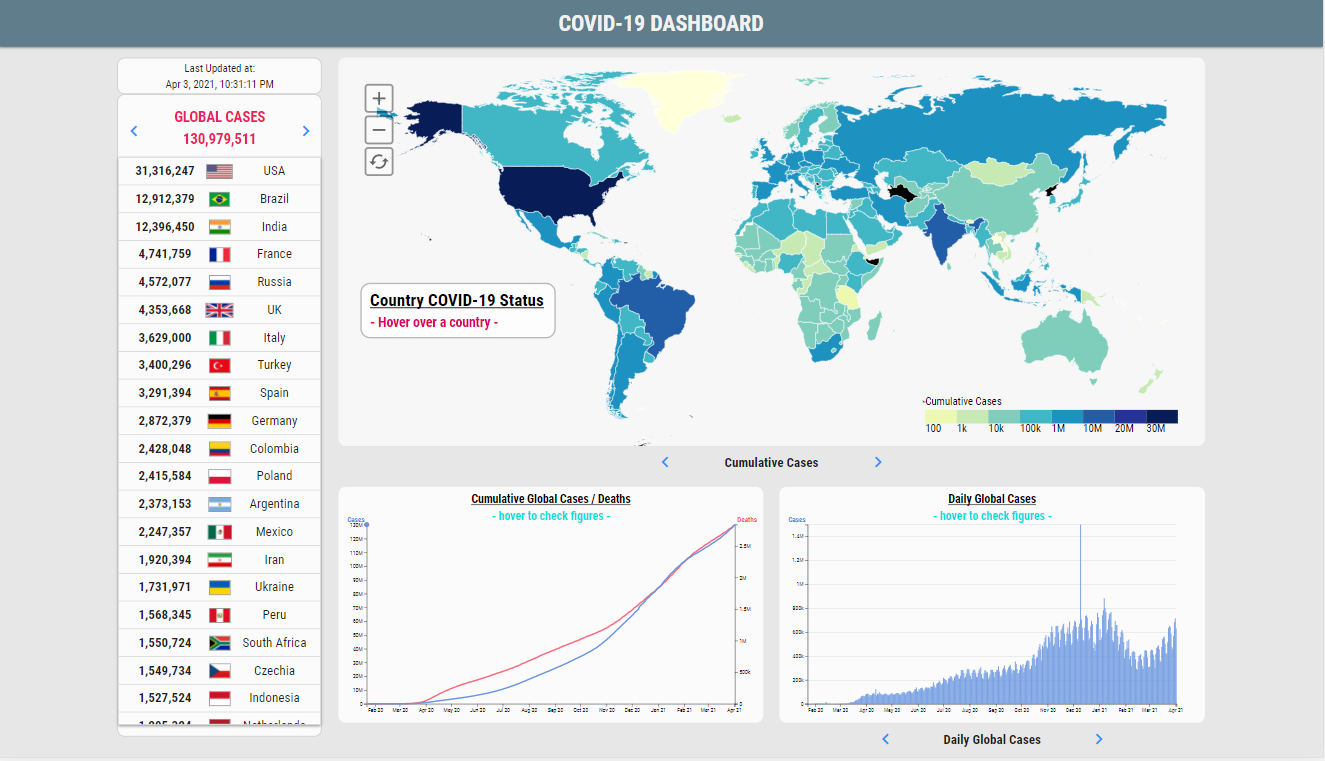 COVID-19 DASHBOARD
Last Updated at:
Apr 3, 2021, 10:31:11 PM
GLOBAL CASES
130,979,511
31,316,247 USA
12,912,379 Brazil
12,396,450 India
4,741,759 France
4,572,077 Russia
4,353,668 UK
3,629,000 Italy
3,400,296 Turkey
3,291,394 Spain
2,872,379 Germany
2,428,048 Colombia
2,415,584 Poland
2,373,153 Argentina
2,247,357 Mexico
1,920,394 Iran
1,731,971 Ukraine
1,568,345 Peru
1,550,724 South Africa
1,549,734 Czechia
1,527,524 Indonesia
Netherlands
+
−
Country COVID-19 Status
- Hover over a country -
Cumulative Cases
100 1k 10k 100k 1M 10M 20M 30M
Cumulative Cases
Cumulative Global Cases / Deaths
- hover to check figures -
Cases Deaths
130M
120M
110M
100M
90M
80M
70M
60M
50M
40M
30M
20M
10M
0
2.5M
2M
1.5M
1M
500k
0
Feb 20 Mar 20 Apr 20 May 20 Jun 20 Jul 20 Aug 20 Sep 20 Oct 20 Nov 20 Dec 20 Jan 21 Feb 21 Mar 21 Apr 21
Daily Global Cases
- hover to check figures -
Cases
1.4M
1.2M
1M
800k
600k
400k
200k
0
Feb 20 Mar 20 Apr 20 May 20 Jun 20 Jul 20 Aug 20 Sep 20 Oct 20 Nov 20 Dec 20 Jan 21 Feb 21 Mar 21 Apr 21
Daily Global Cases